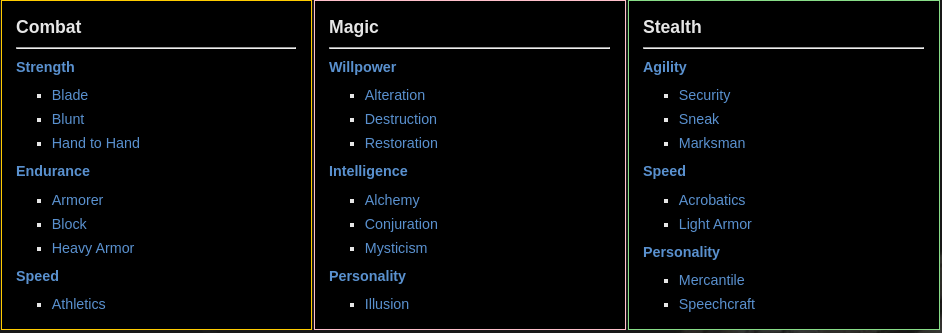 Combat
Strength
Blade
Blunt
Hand to Hand
Endurance
Armorer
Block
Heavy Armor
Speed
Athletics
Magic
Willpower
Alteration
Destruction
Restoration
Intelligence
Alchemy
Conjuration
Mysticism
Personality
Illusion
Stealth
Agility
Security
Sneak
Marksman
Speed
Acrobatics
Light Armor
Personality
Mercantile
Speechcraft